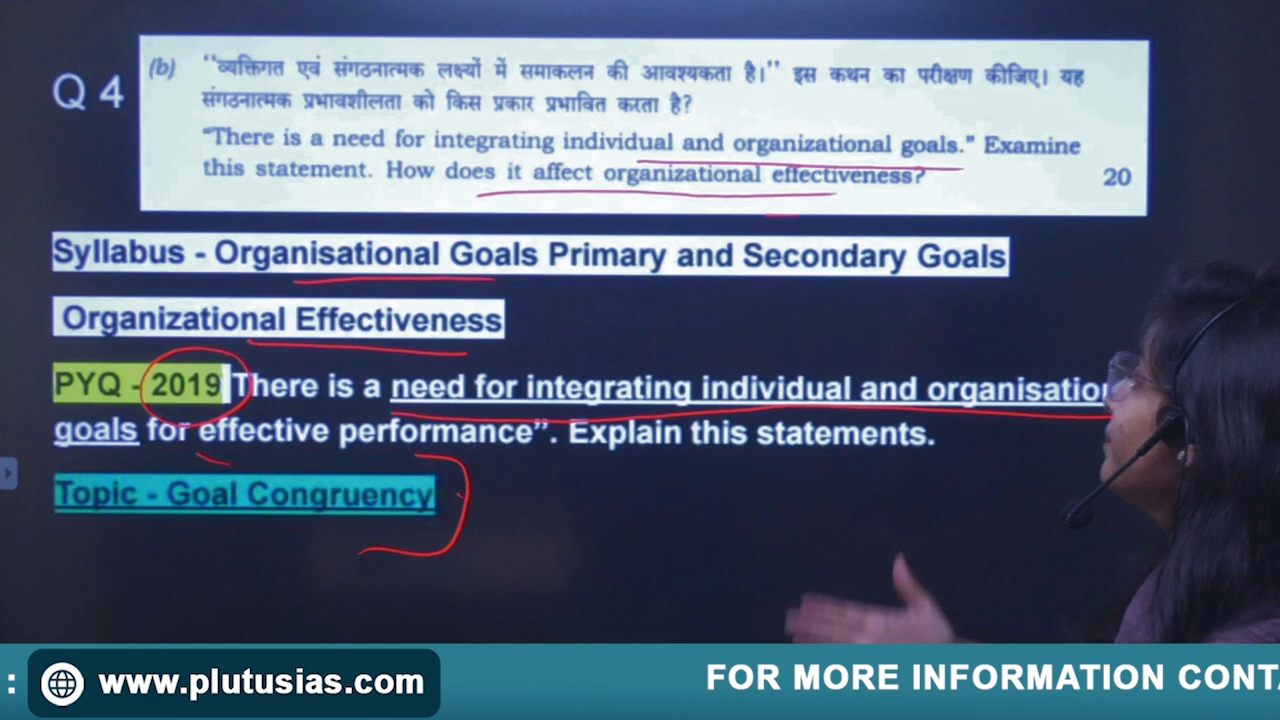 Q 4
(b) “व्यक्तिगत एवं संगठनात्मक लक्ष्यों में समाकलन की आवश्यकता है।” इस कथन का परीक्षण कीजिए। यह
संगठनात्मक प्रभावशीलता को किस प्रकार प्रभावित करता है?
“There is a need for integrating individual and organizational goals.” Examine
this statement. How does it affect organizational effectiveness? 20
Syllabus - Organisational Goals Primary and Secondary Goals
Organizational Effectiveness
PYQ - 2019 There is a need for integrating individual and organisation
goals for effective performance”. Explain this statements.
Topic - Goal Congruency
: www.plutusias.com FOR MORE INFORMATION CONTA